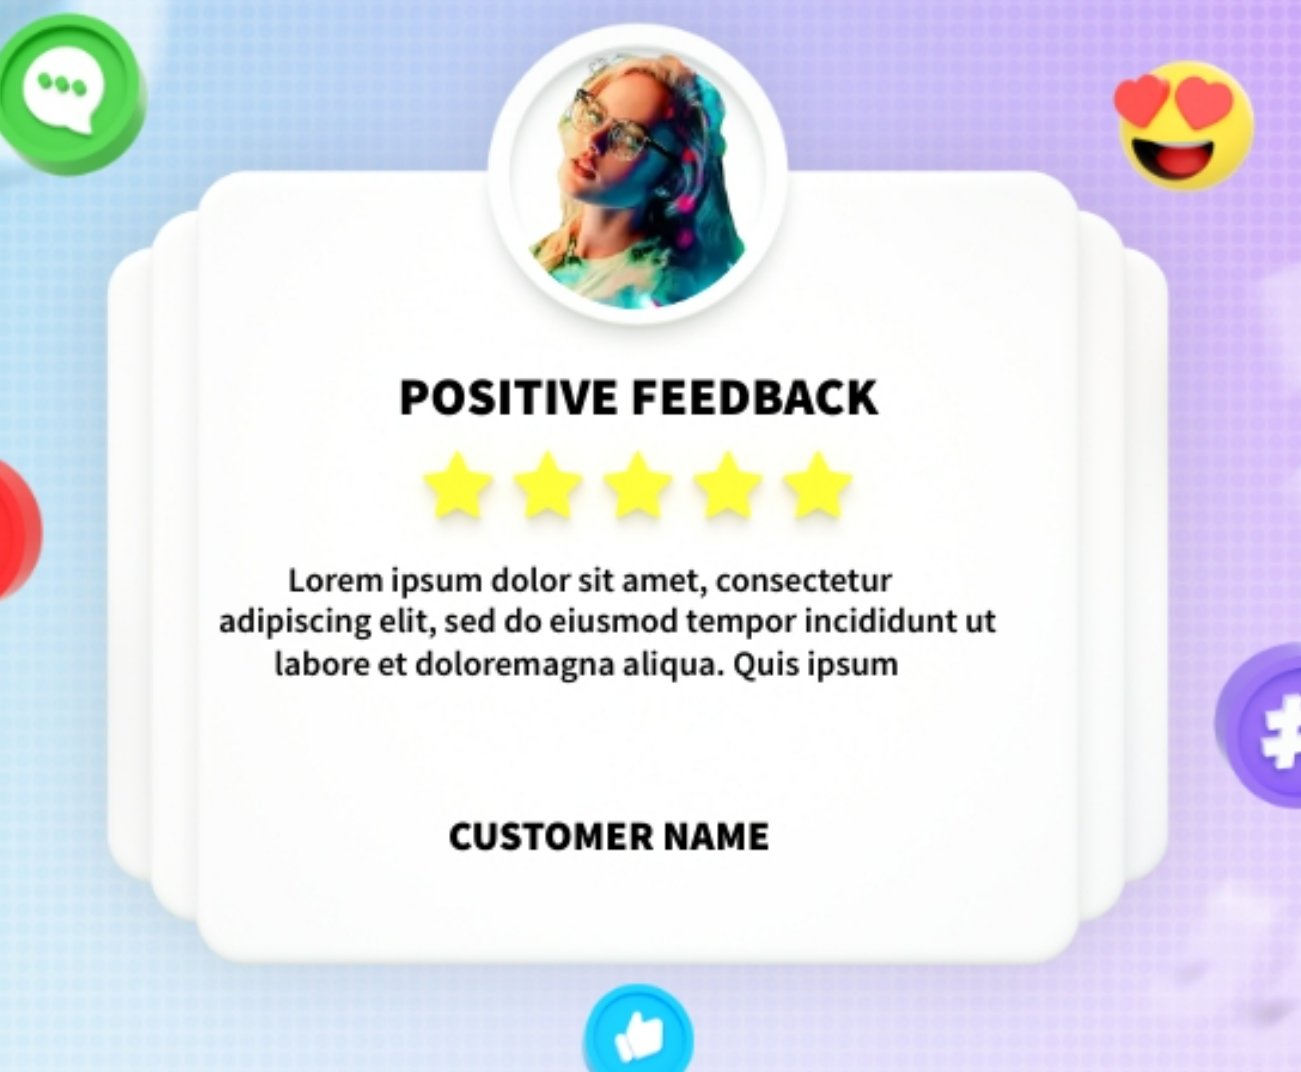 POSITIVE FEEDBACK
Lorem ipsum dolor sit amet, consectetur
adipiscing elit, sed do eiusmod tempor incididunt ut
labore et doloremagna aliqua. Quis ipsum
#
CUSTOMER NAME